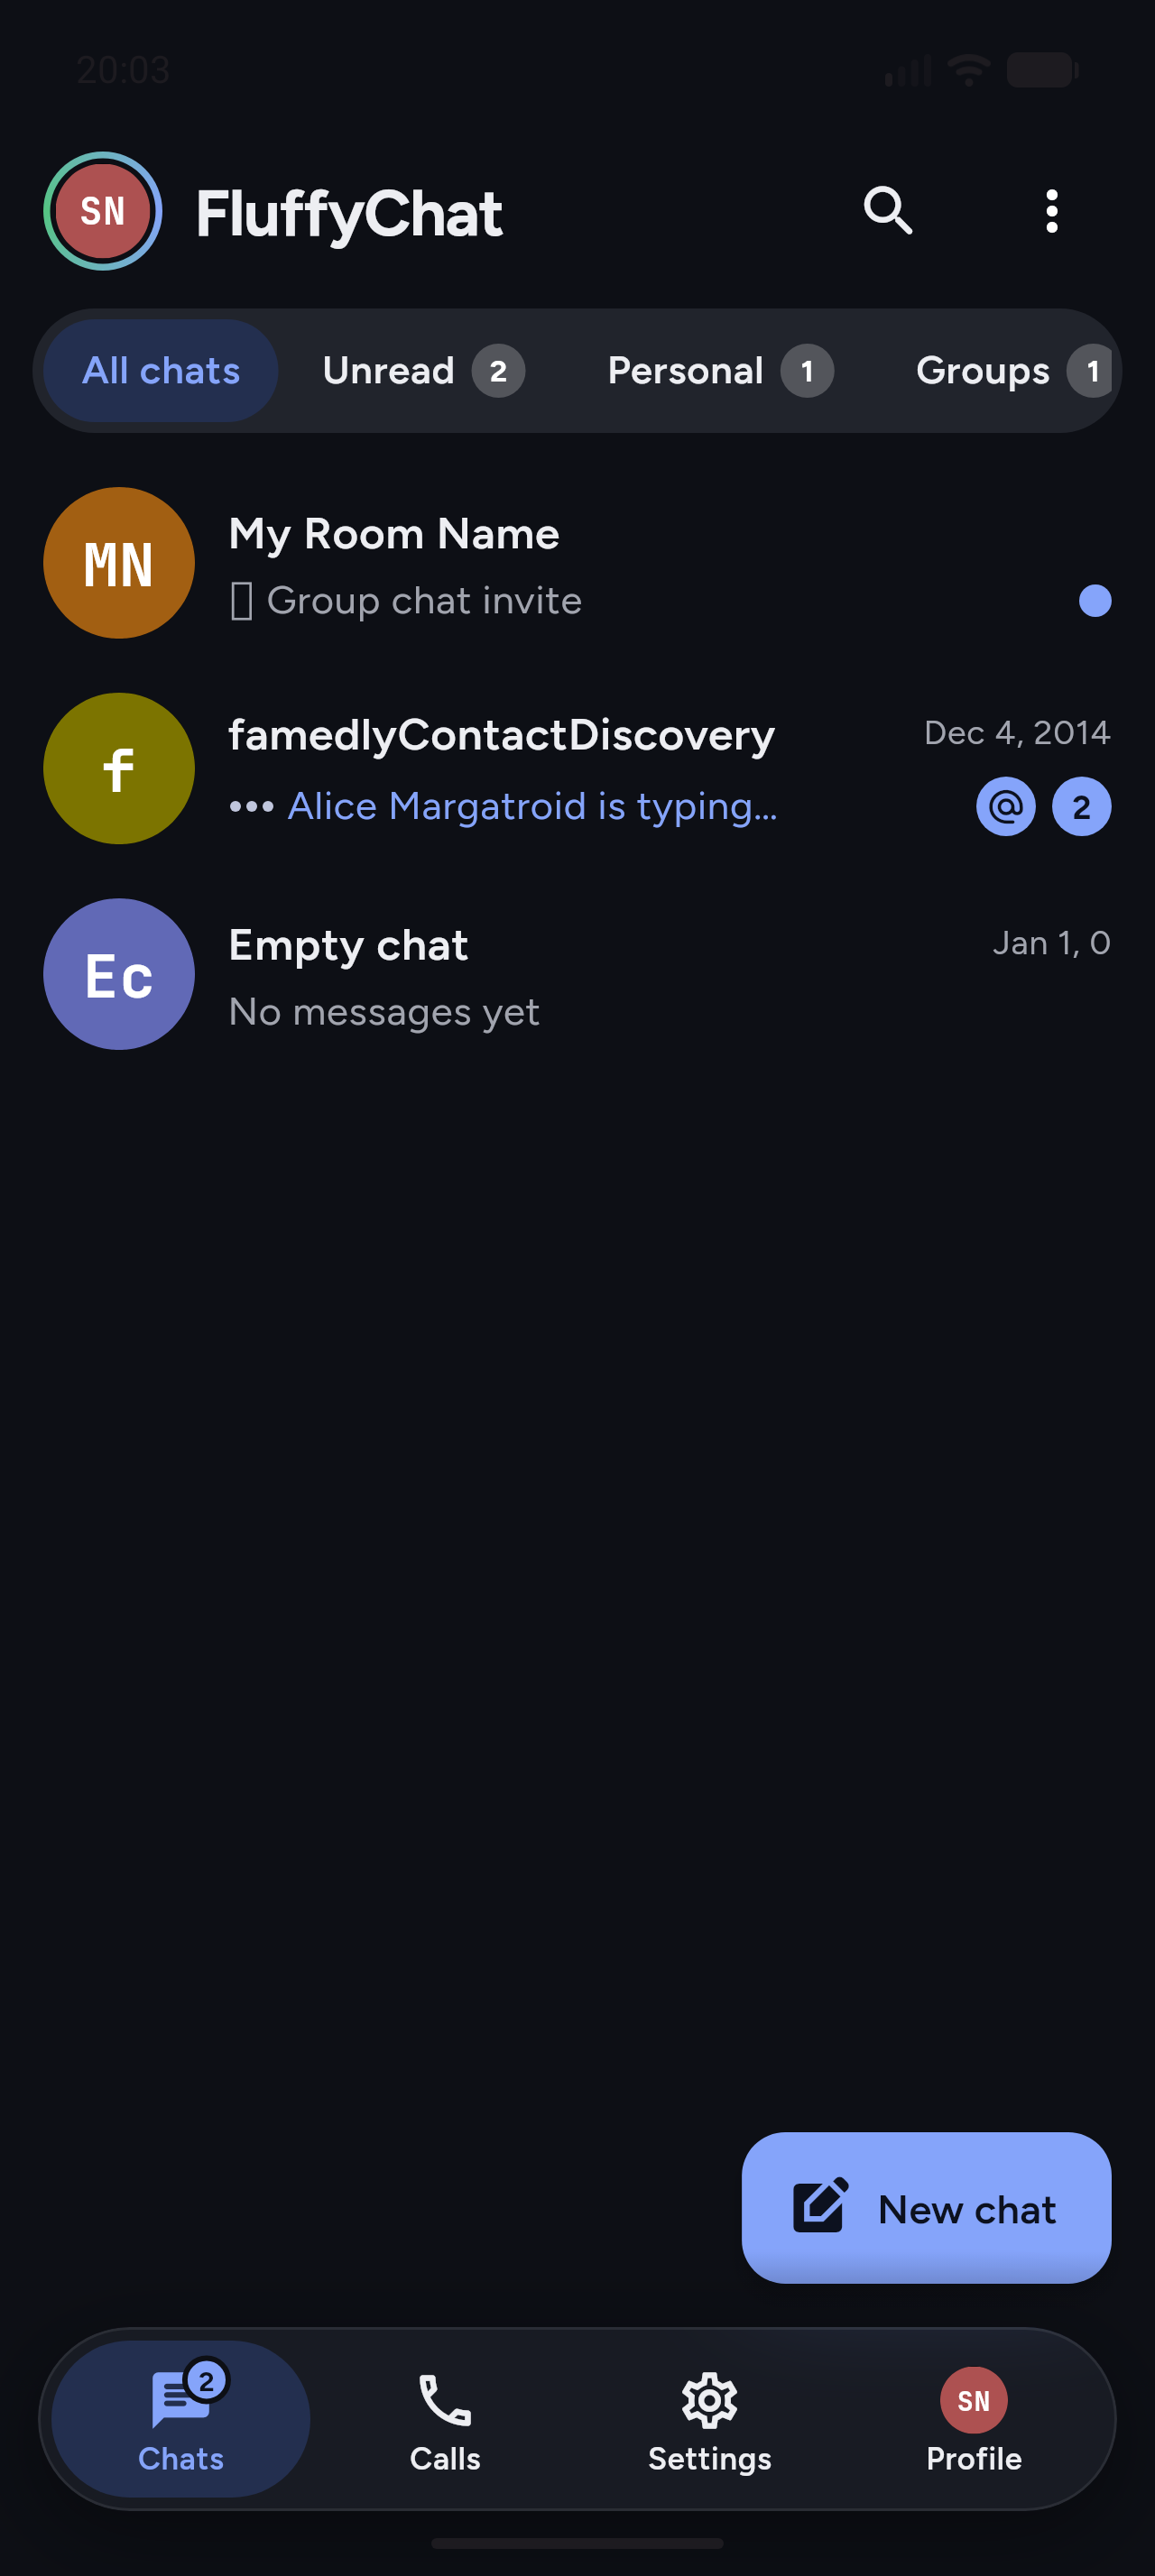 20:03
SN FluffyChat
All chats Unread 2 Personal 1 Groups 1
MN My Room Name
Group chat invite
f famedlyContactDiscovery Dec 4, 2014
••• Alice Margatroid is typing... @ 2
Ec Empty chat Jan 1, 0
No messages yet
New chat
2 SN
Chats Calls Settings Profile